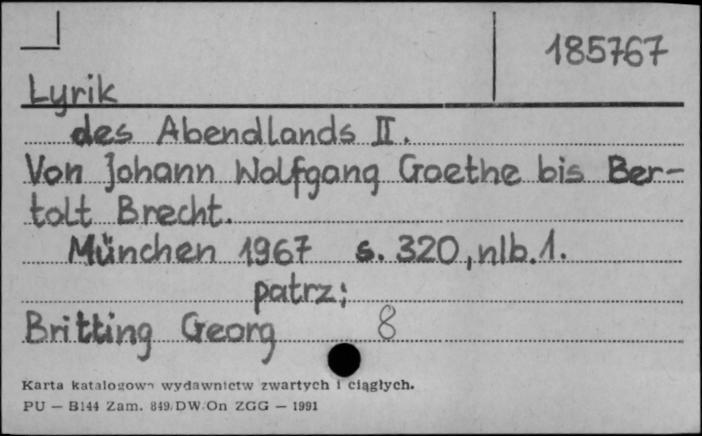 185767
Lyrik
des Abendlands II.
Von Johann Wolfgang Goethe bis Ber-
tolt Brecht.
München 1967 s. 320, nlb. 1.
patrz:
Britting Georg 8
Karta katalogowa wydawnictw zwartych i ciągłych.
PU — B144 Zam. 849/DW/On ZGG — 1991